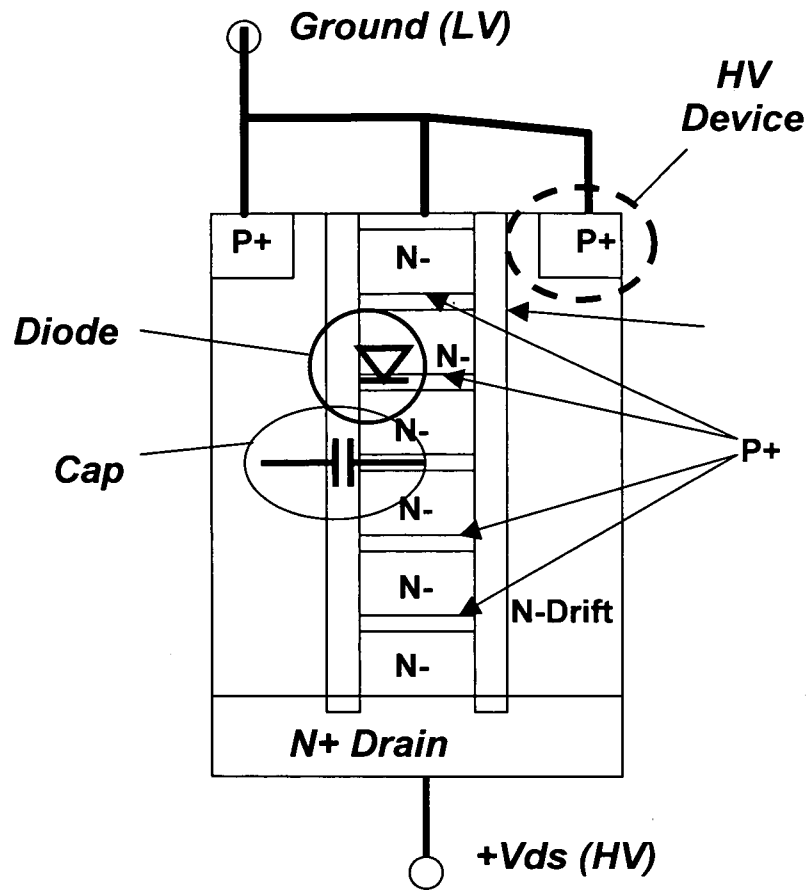 Ground (LV)
HV
Device
P+
N-
P+
Diode
N-
N-
Cap
P+
N-
N-
N-Drift
N-
N+ Drain
+Vds (HV)